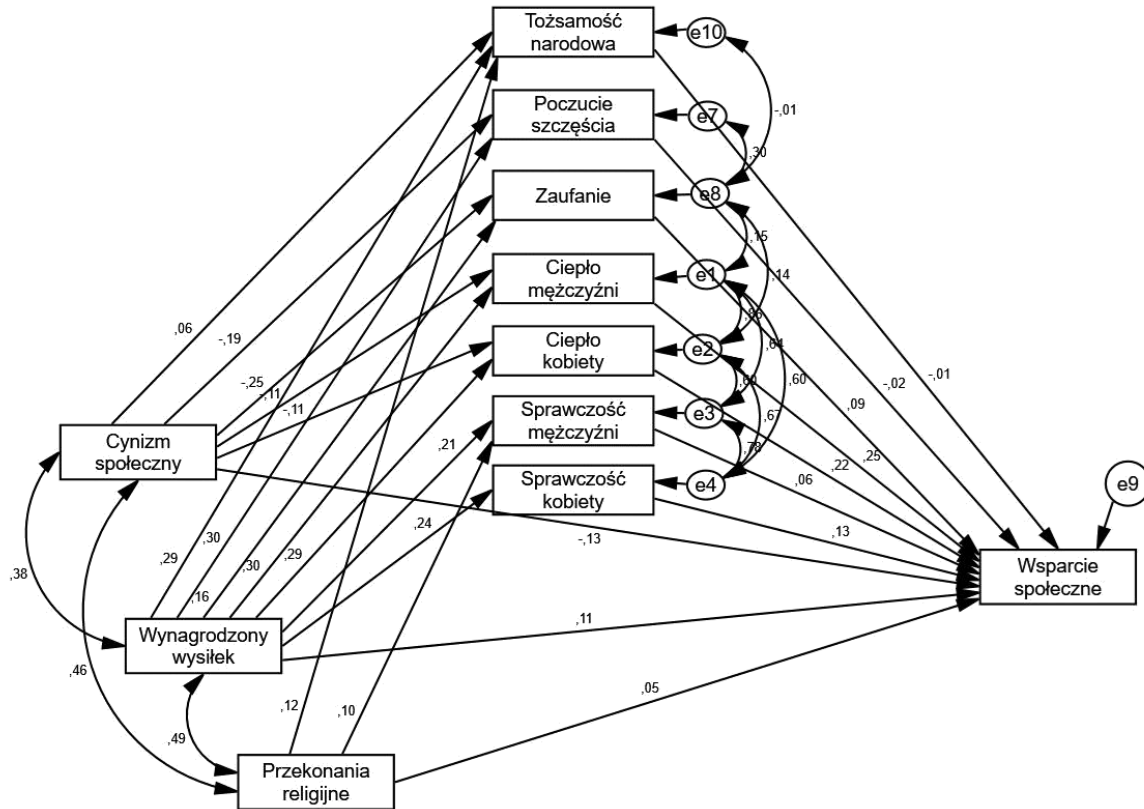 Tożsamość
narodowa
e10
-,01
Poczucie
szczęścia
e7
,30
Zaufanie
e8
,15
Ciepło
mężczyźni
e1
,14
,06
-,19
Ciepło
kobiety
e2
,64
,60
-,25
-,11
-,11
-,02
-,01
Sprawczość
mężczyźni
e3
,67
,09
Cynizm
społeczny
,21
,78
,22
,25
,06
Sprawczość
kobiety
e4
e9
,24
,13
-,13
,29
,30
,30
,29
,16
,38
Wsparcie
społeczne
Wynagrodzony
wysiłek
,11
,46
,05
,12
,10
,49
Przekonania
religijne